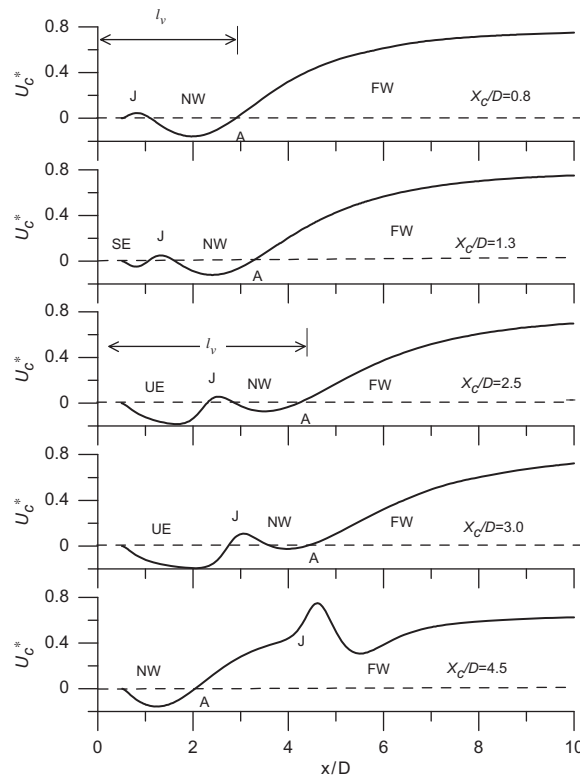 l_v
0.8
J NW
0.4
U_c^*
FW X_c/D=0.8
0
A
0.8
0.4
U_c^*
SE J NW
FW X_c/D=1.3
0
A
0.8
l_v
0.4
U_c^*
UE J NW
FW X_c/D=2.5
0
A
0.8
0.4
U_c^*
UE J NW
FW X_c/D=3.0
0
A
0.8
0.4
U_c^*
J
NW FW X_c/D=4.5
0
A
0 2 4 6 8 10
x/D